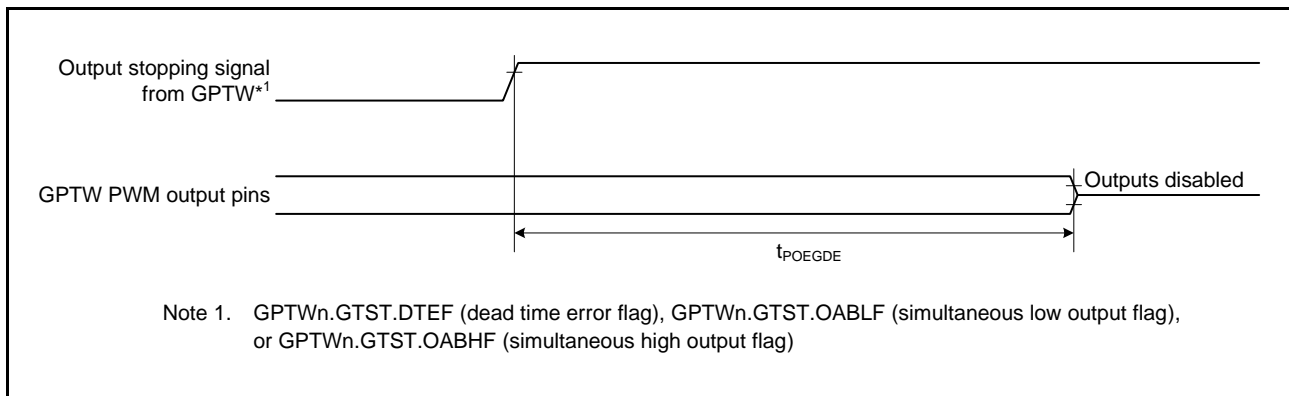 Output stopping signal
from GPTW*1
GPTW PWM output pins
Outputs disabled
tPOEGDE
Note 1. GPTWn.GTST.DTEF (dead time error flag), GPTWn.GTST.OABLF (simultaneous low output flag),
or GPTWn.GTST.OABHF (simultaneous high output flag)